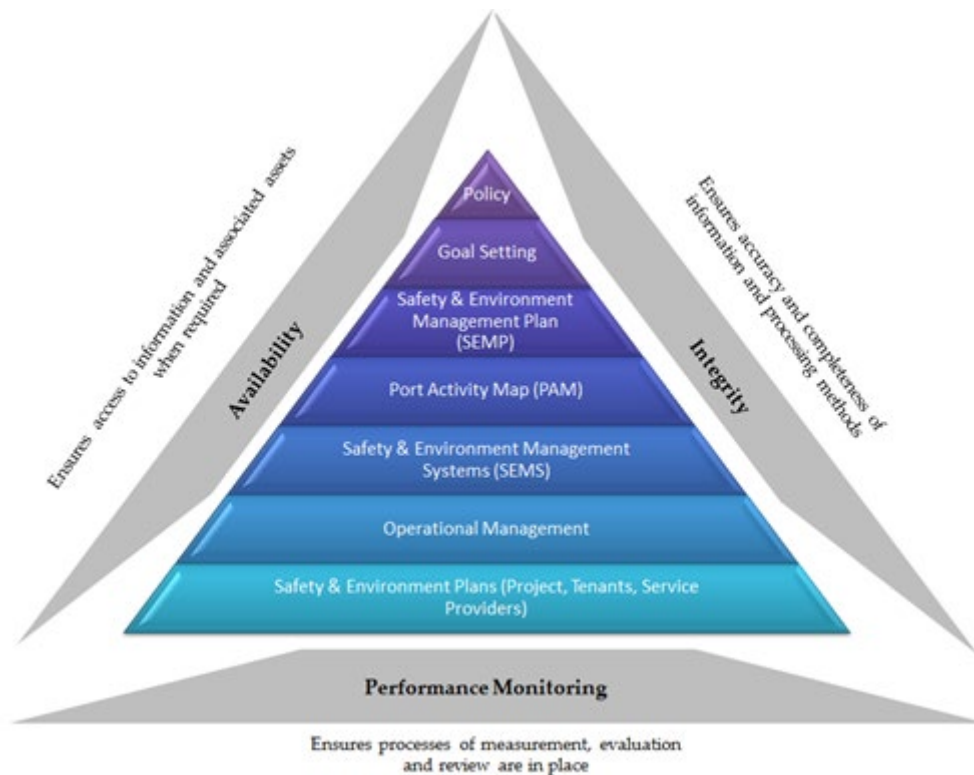 Policy
Goal Setting
Safety & Environment
Management Plan
(SEMP)
Port Activity Map (PAM)
Safety & Environment Management
Systems (SEMS)
Operational Management
Safety & Environment Plans (Project, Tenants, Service
Providers)
Ensures access to information and associated assets
when required
Availability
Integrity
Ensures accuracy and completeness of
information and processing methods
Performance Monitoring
Ensures processes of measurement, evaluation
and review are in place